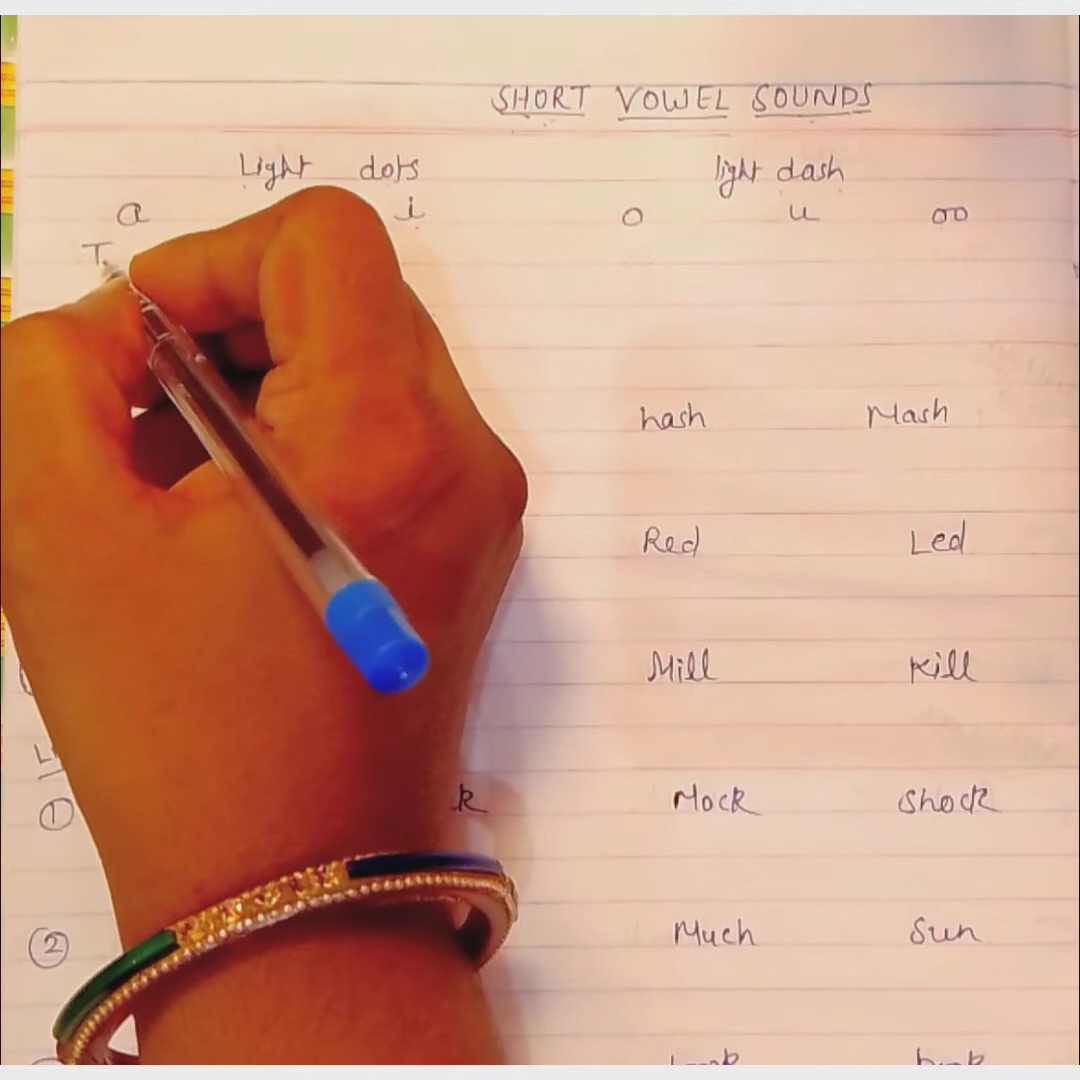 SHORT VOWEL SOUNDS
Light dots light dash
a i o u oo
T
hash Mash
Red Led
Mill Kill
① Mock Shock
② Much Sun